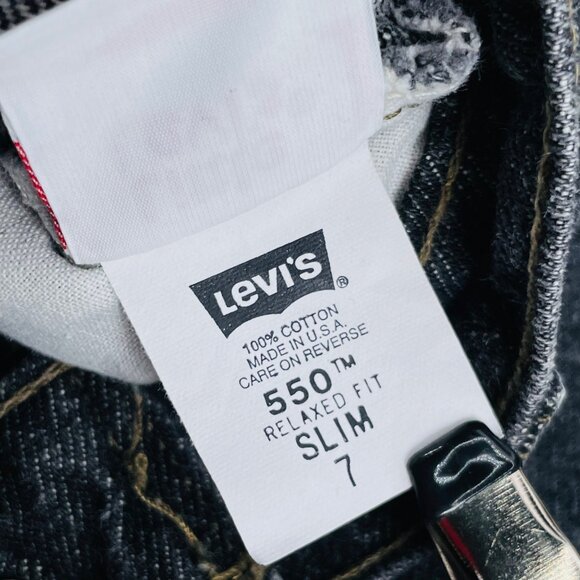 Levi's ®
100% COTTON
MADE IN U.S.A.
CARE ON REVERSE
550™
RELAXED FIT
SLIM
7